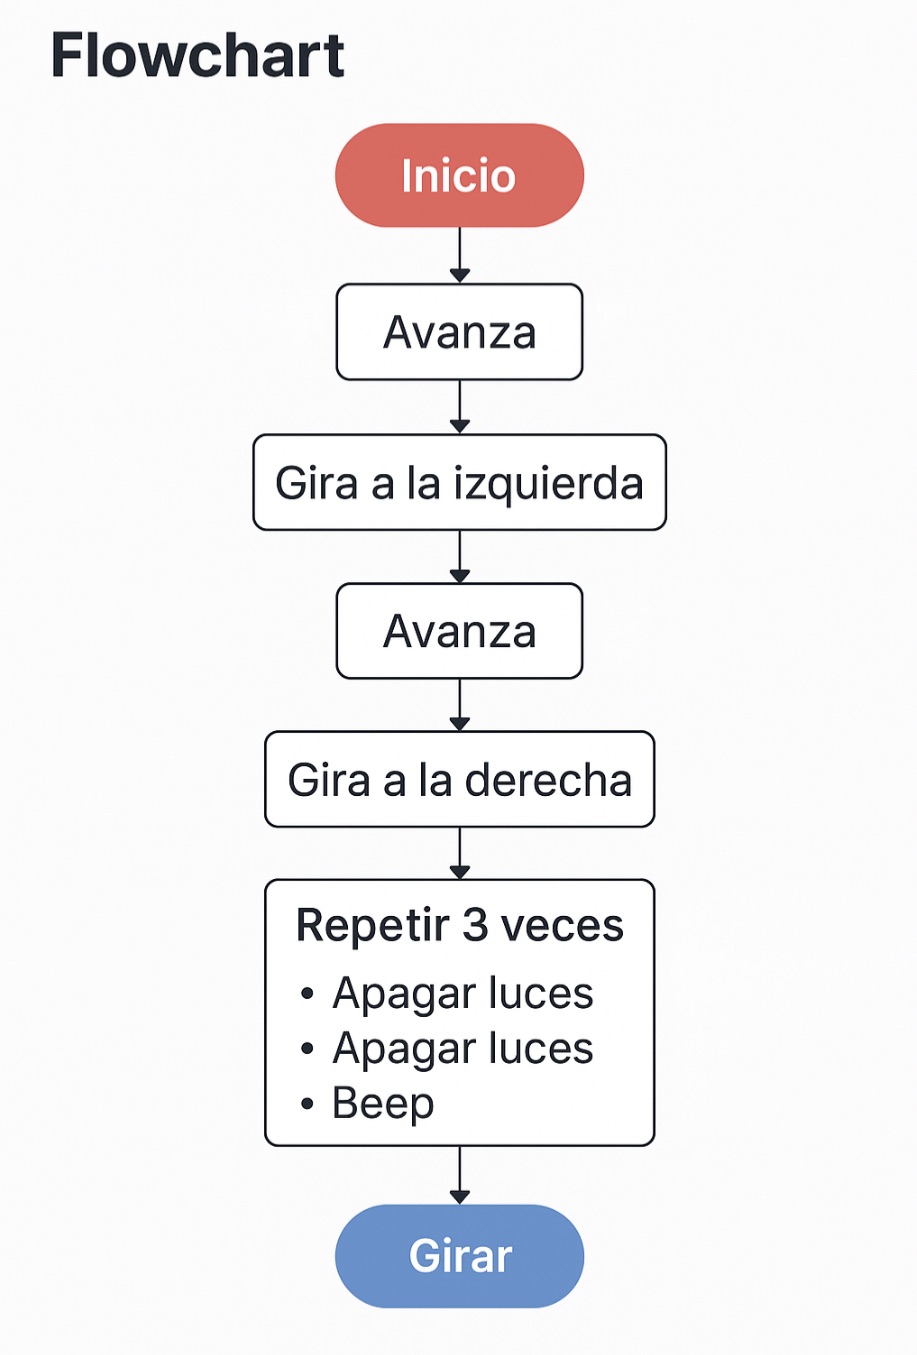 Flowchart
Inicio
Avanza
Gira a la izquierda
Avanza
Gira a la derecha
Repetir 3 veces
• Apagar luces
• Apagar luces
• Beep
Girar